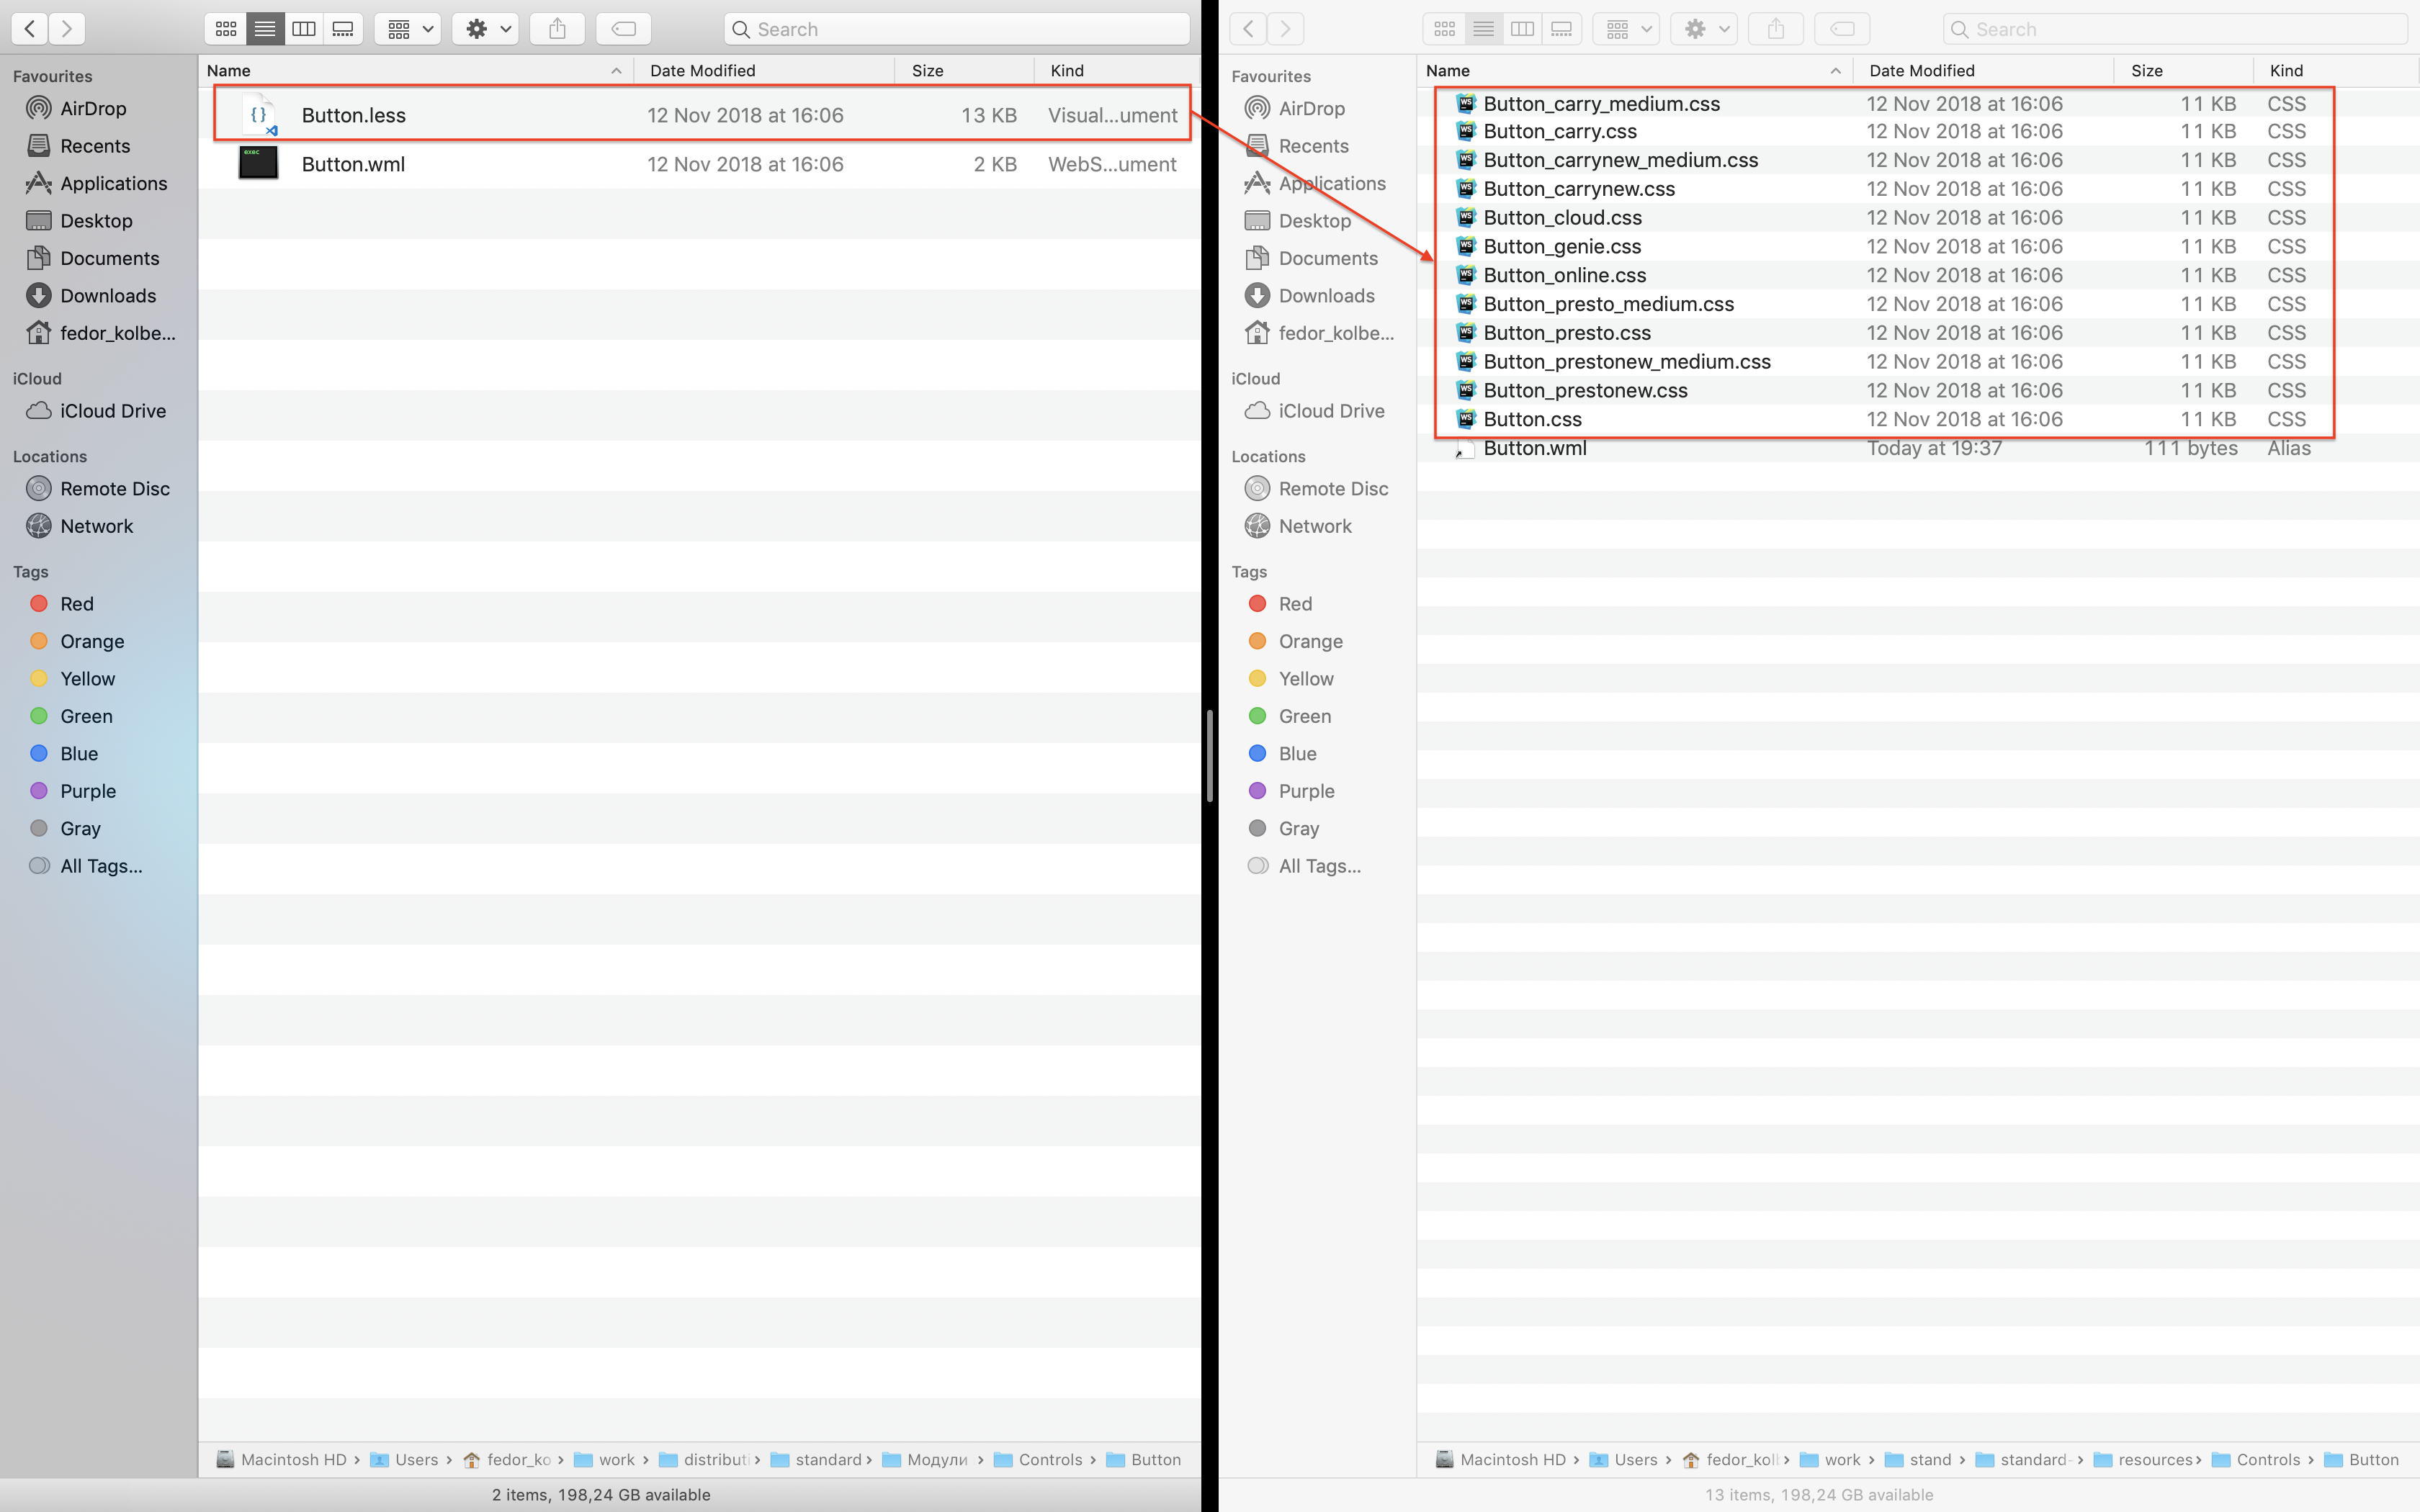 Search
Favourites
AirDrop
Recents
Applications
Desktop
Documents
Downloads
fedor_kolbe...
iCloud
iCloud Drive
Locations
Remote Disc
Network
Tags
Red
Orange
Yellow
Green
Blue
Purple
Gray
All Tags...
Name Date Modified Size Kind
Button.less 12 Nov 2018 at 16:06 13 KB Visual...ument
Button.wml 12 Nov 2018 at 16:06 2 KB WebS...ument
Macintosh HD › Users › fedor_ko › work › distributi › standard › Модули › Controls › Button
2 items, 198,24 GB available
Search
Favourites
AirDrop
Recents
Applications
Desktop
Documents
Downloads
fedor_kolbe...
iCloud
iCloud Drive
Locations
Remote Disc
Network
Tags
Red
Orange
Yellow
Green
Blue
Purple
Gray
All Tags...
Name Date Modified Size Kind
Button_carry_medium.css 12 Nov 2018 at 16:06 11 KB CSS
Button_carry.css 12 Nov 2018 at 16:06 11 KB CSS
Button_carrynew_medium.css 12 Nov 2018 at 16:06 11 KB CSS
Button_carrynew.css 12 Nov 2018 at 16:06 11 KB CSS
Button_cloud.css 12 Nov 2018 at 16:06 11 KB CSS
Button_genie.css 12 Nov 2018 at 16:06 11 KB CSS
Button_online.css 12 Nov 2018 at 16:06 11 KB CSS
Button_presto_medium.css 12 Nov 2018 at 16:06 11 KB CSS
Button_presto.css 12 Nov 2018 at 16:06 11 KB CSS
Button_prestonew_medium.css 12 Nov 2018 at 16:06 11 KB CSS
Button_prestonew.css 12 Nov 2018 at 16:06 11 KB CSS
Button.css 12 Nov 2018 at 16:06 11 KB CSS
Button.wml Today at 19:37 111 bytes Alias
Macintosh HD › Users › fedor_koll › work › stand › standard- › resources › Controls › Button
13 items, 198,24 GB available